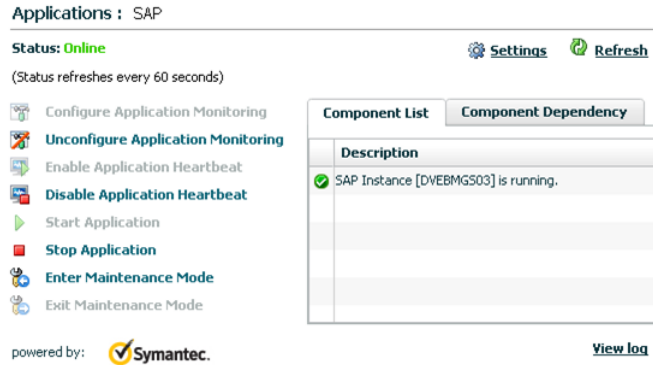 Applications : SAP
Status: Online
Settings
Refresh
(Status refreshes every 60 seconds)
Configure Application Monitoring
Unconfigure Application Monitoring
Enable Application Heartbeat
Disable Application Heartbeat
Start Application
Stop Application
Enter Maintenance Mode
Exit Maintenance Mode
Component List
Component Dependency
Description
SAP Instance [DVEBMGS03] is running.
powered by: Symantec.
View log